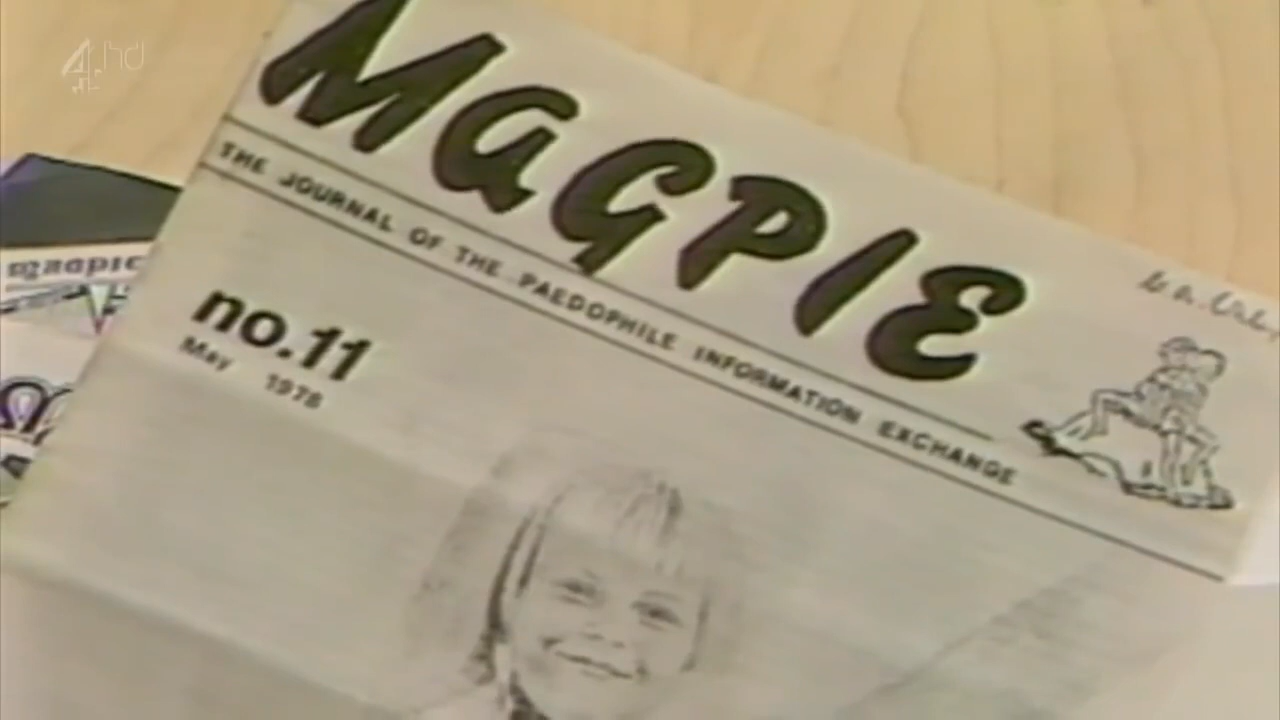 4hd
MAGPIE
THE JOURNAL OF THE PAEDOPHILE INFORMATION EXCHANGE
no.11
May 1978
magpie